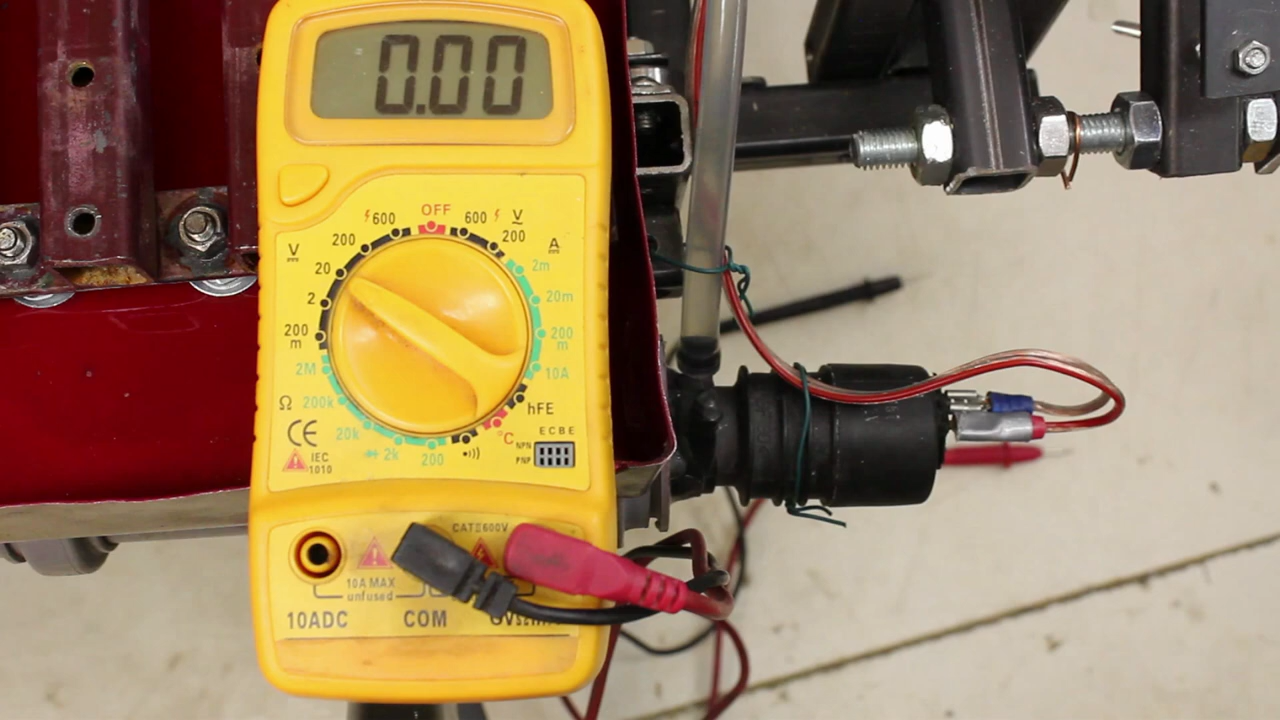 0.00
OFF
600 600 V
200 200
V A
20 2m
2 20m
200 m 200 m
2M 10A
Ω 200k hFE
CE 20k °C E C B E
IEC 1010 2k 200 NPN
PNP
CAT II 600V
10A MAX
unfused
10ADC COM